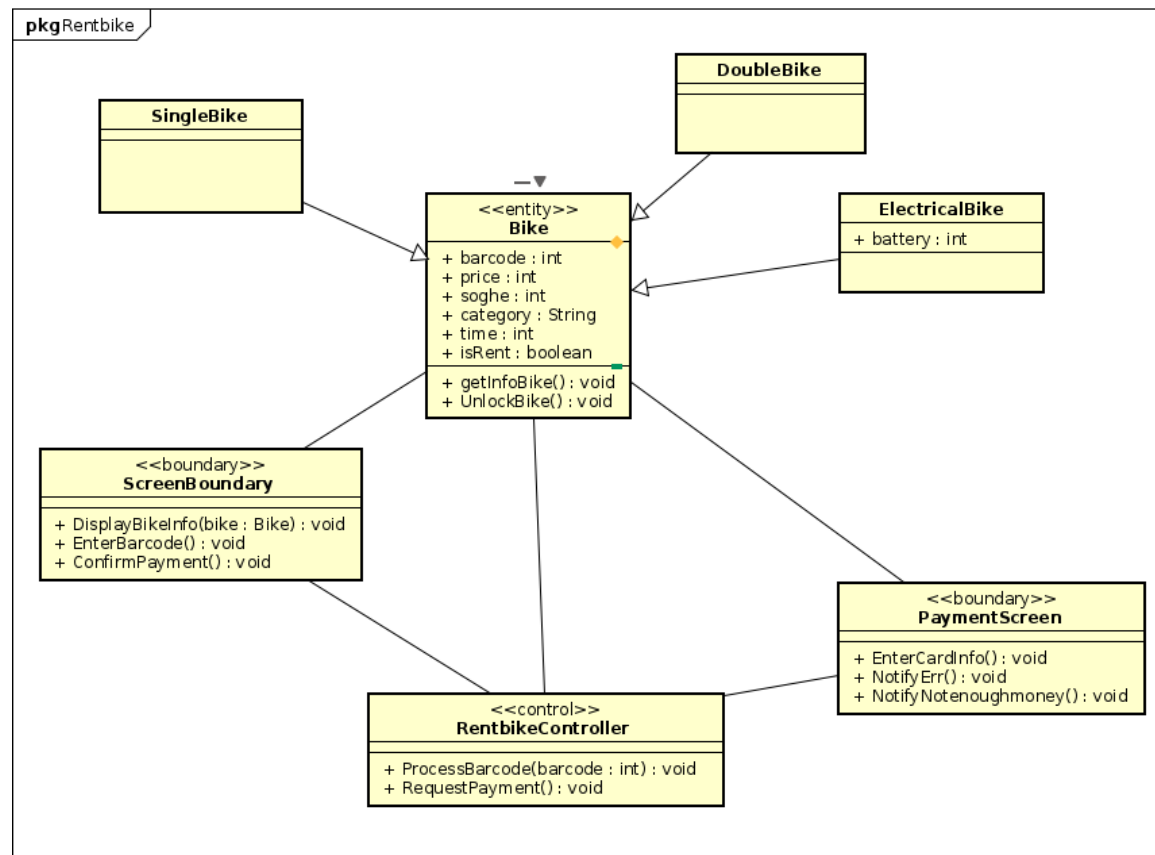 pkg Rentbike
DoubleBike
SingleBike
<<entity>>
Bike
+ barcode : int
+ price : int
+ soghe : int
+ category : String
+ time : int
+ isRent : boolean
+ getInfoBike() : void
+ UnlockBike() : void
ElectricalBike
+ battery : int
<<boundary>>
ScreenBoundary
+ DisplayBikeInfo(bike : Bike) : void
+ EnterBarcode() : void
+ ConfirmPayment() : void
<<boundary>>
PaymentScreen
+ EnterCardInfo() : void
+ NotifyErr() : void
+ NotifyNotenoughmoney() : void
<<control>>
RentbikeController
+ ProcessBarcode(barcode : int) : void
+ RequestPayment() : void